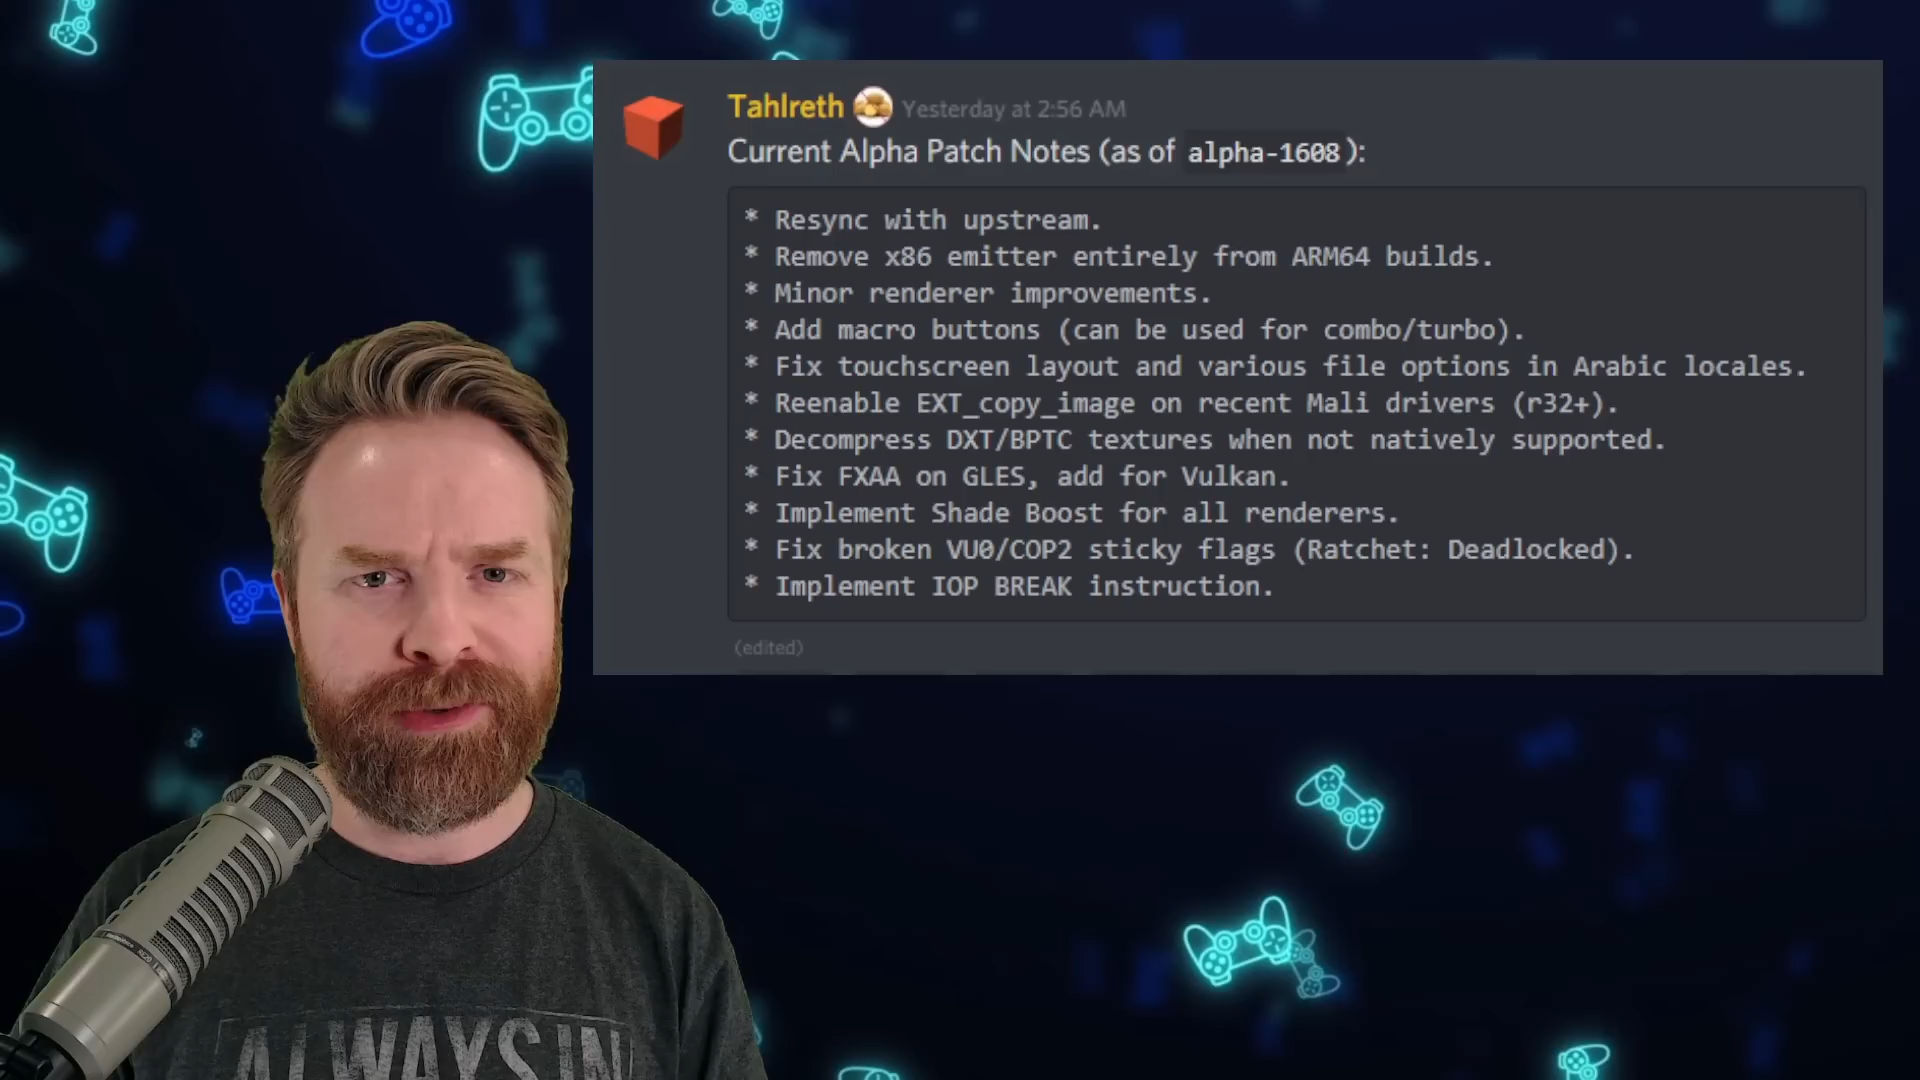 Tahlreth Yesterday at 2:56 AM
Current Alpha Patch Notes (as of alpha-1608):
* Resync with upstream.
* Remove x86 emitter entirely from ARM64 builds.
* Minor renderer improvements.
* Add macro buttons (can be used for combo/turbo).
* Fix touchscreen layout and various file options in Arabic locales.
* Reenable EXT_copy_image on recent Mali drivers (r32+).
* Decompress DXT/BPTC textures when not natively supported.
* Fix FXAA on GLES, add for Vulkan.
* Implement Shade Boost for all renderers.
* Fix broken VU0/COP2 sticky flags (Ratchet: Deadlocked).
* Implement IOP BREAK instruction.
(edited)
ALWAYS IN